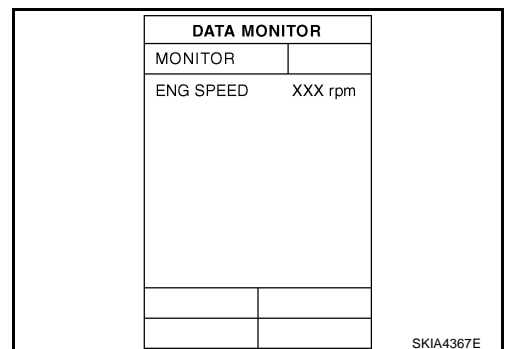 DATA MONITOR
MONITOR
ENG SPEED XXX rpm
SKIA4367E